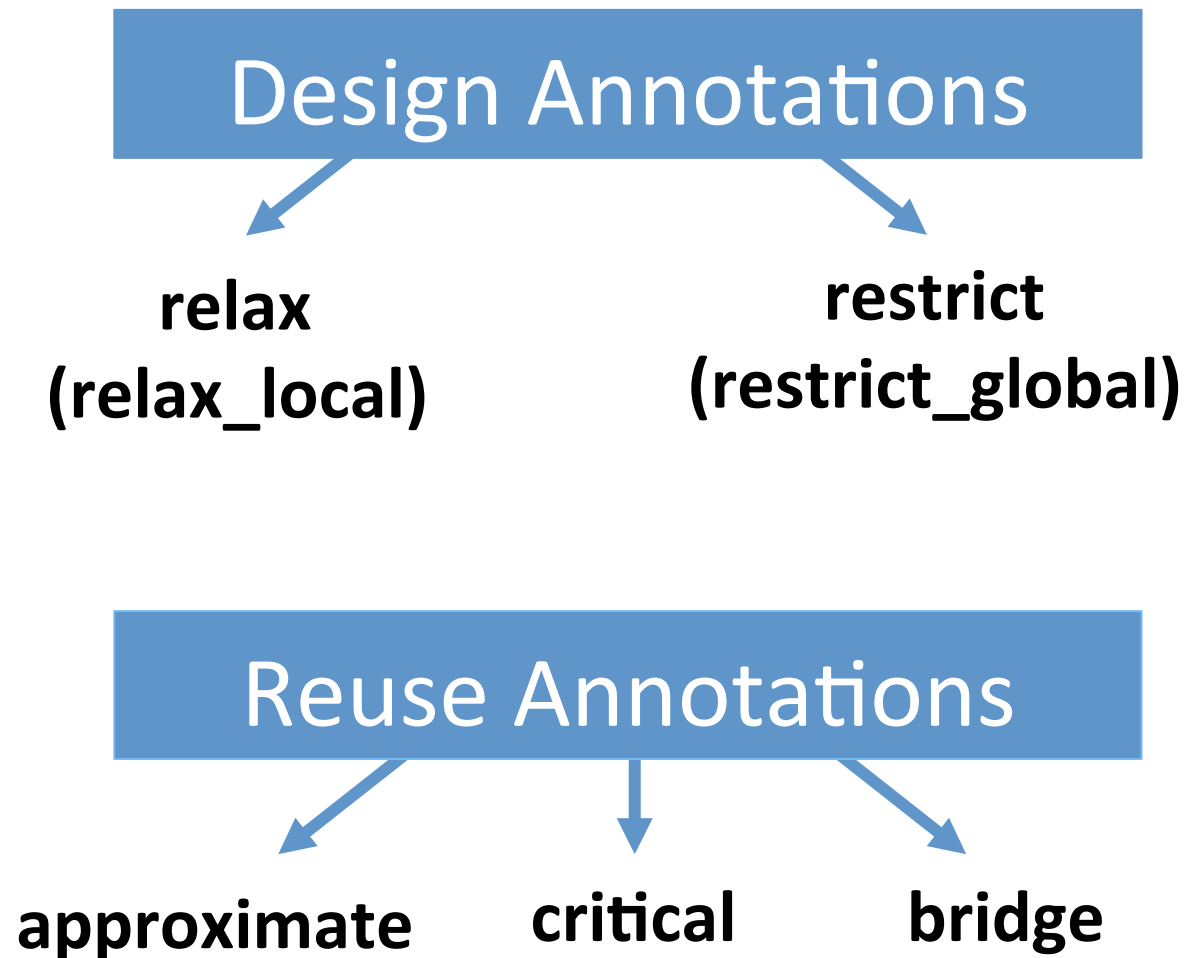 Design Annotations
relax
(relax_local)
restrict
(restrict_global)
Reuse Annotations
approximate
critical
bridge